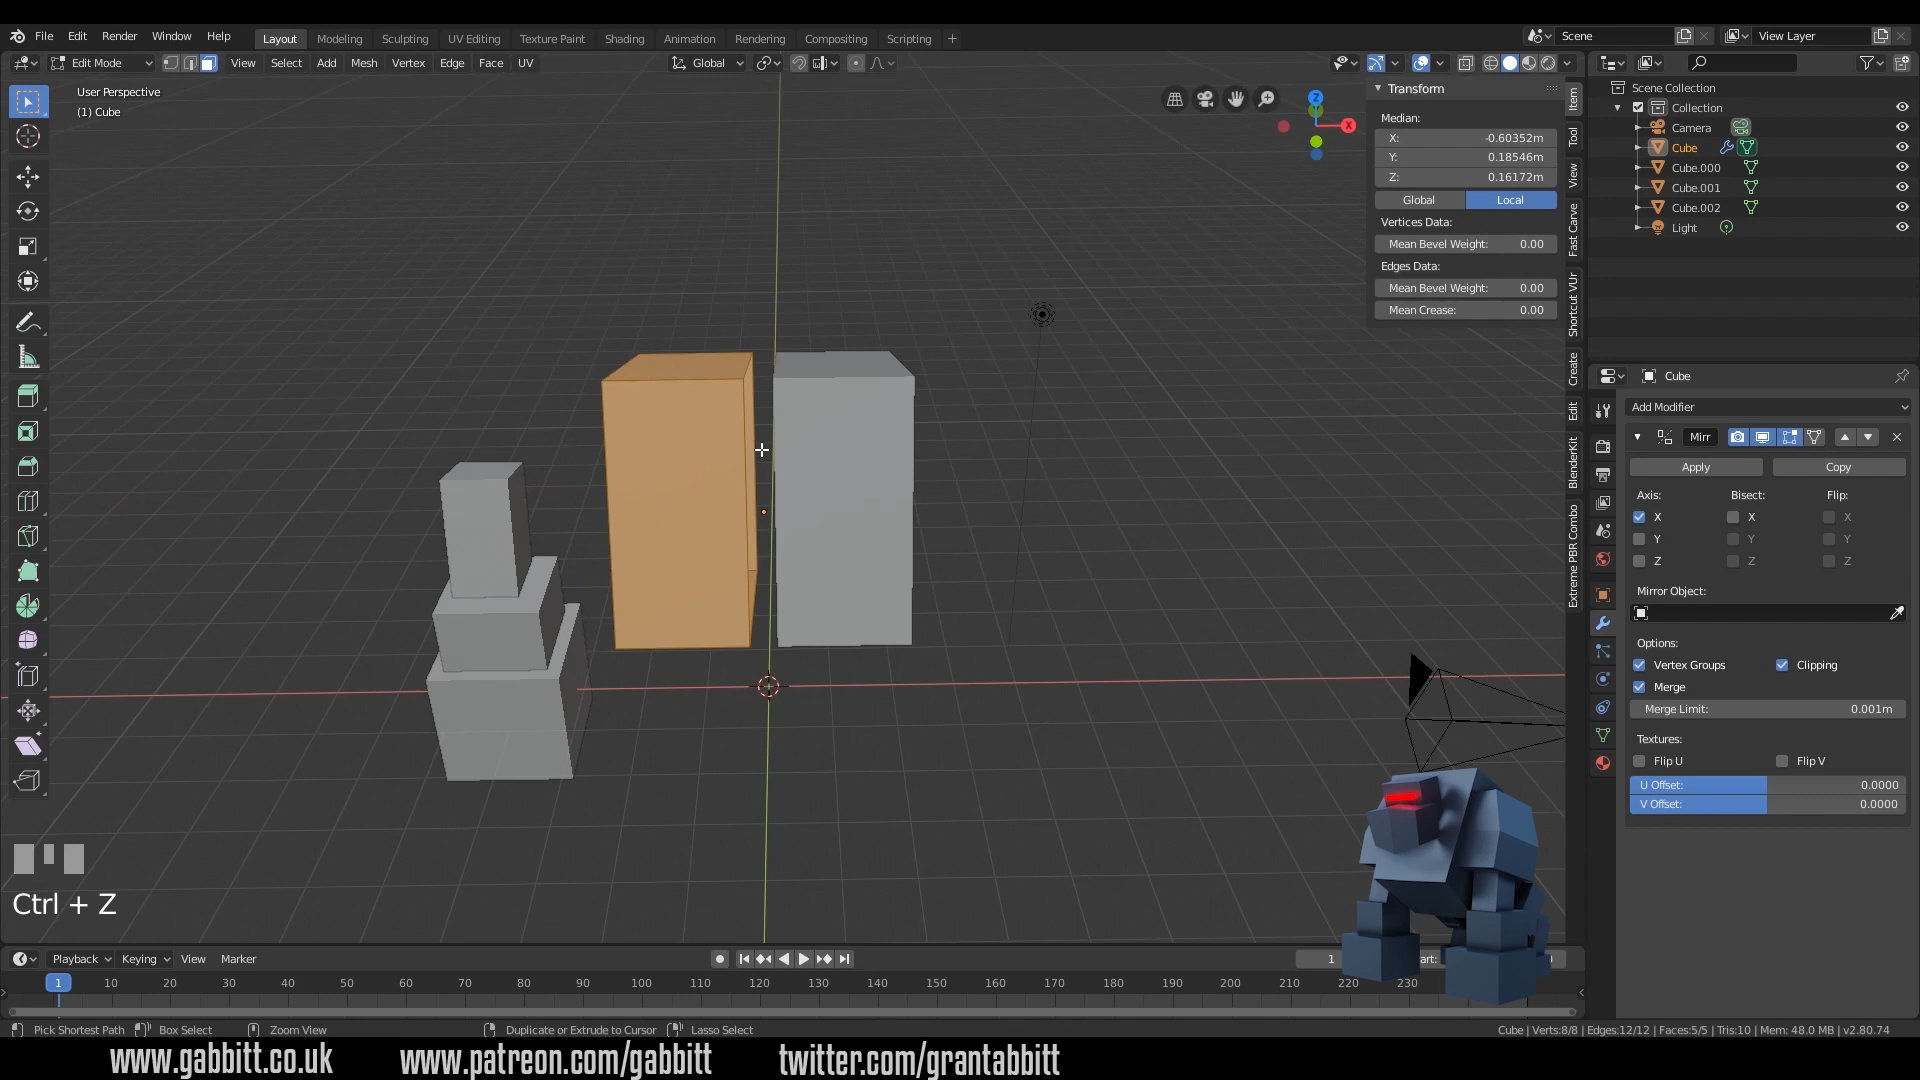 File Edit Render Window Help Layout Modeling Sculpting UV Editing Texture Paint Shading Animation Rendering Compositing Scripting + Scene View Layer
Edit Mode View Select Add Mesh Vertex Edge Face UV Global
User Perspective
(1) Cube
Z
X
Transform
Median:
X: -0.60352m
Y: 0.18546m
Z: 0.16172m
Global Local
Vertices Data:
Mean Bevel Weight: 0.00
Edges Data:
Mean Bevel Weight: 0.00
Mean Crease: 0.00
Item
Tool
View
Fast Carve
Shortcut VUr
Create
Edit
BlenderKit
Extreme PBR Combo
Scene Collection
Collection
Camera
Cube
Cube.000
Cube.001
Cube.002
Light
Cube
Add Modifier
Mirr
Apply Copy
Axis: Bisect: Flip:
X X X
Y Y Y
Z Z Z
Mirror Object:
Options:
Vertex Groups Clipping
Merge
Merge Limit: 0.001m
Textures:
Flip U Flip V
U Offset: 0.0000
V Offset: 0.0000
Ctrl + Z
Playback Keying View Marker 1
1 10 20 30 40 50 60 70 80 90 100 110 120 130 140 150 160 170 180 190 200 210 220 230
Pick Shortest Path Box Select Zoom View Duplicate or Extrude to Cursor Lasso Select Cube | Verts:8/8 | Edges:12/12 | Faces:5/5 | Tris:10 | Mem: 48.0 MB | v2.80.74
www.gabbitt.co.uk www.patreon.com/gabbitt twitter.com/grantabbitt